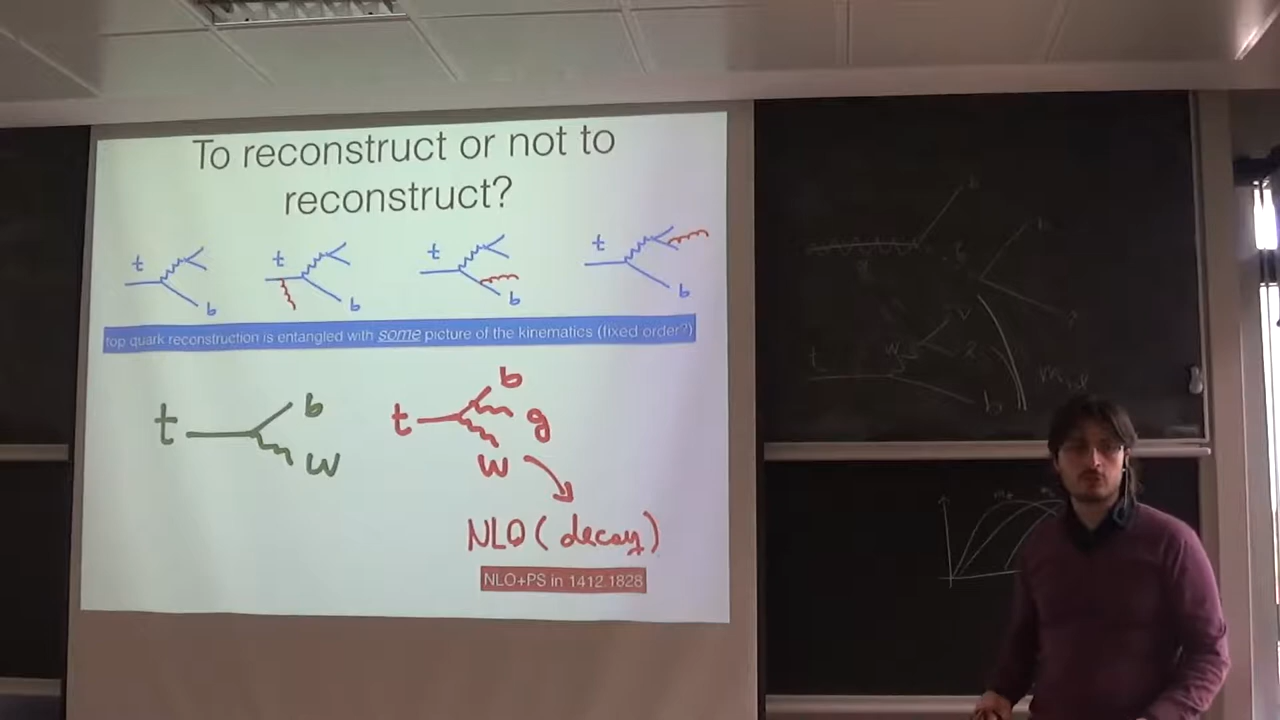 To reconstruct or not to
reconstruct?
t t t t
b b b b
top quark reconstruction is entangled with some picture of the kinematics (fixed order?)
t b W
t b g W
NLO (decay)
NLO+PS in 1412.1828
t W b